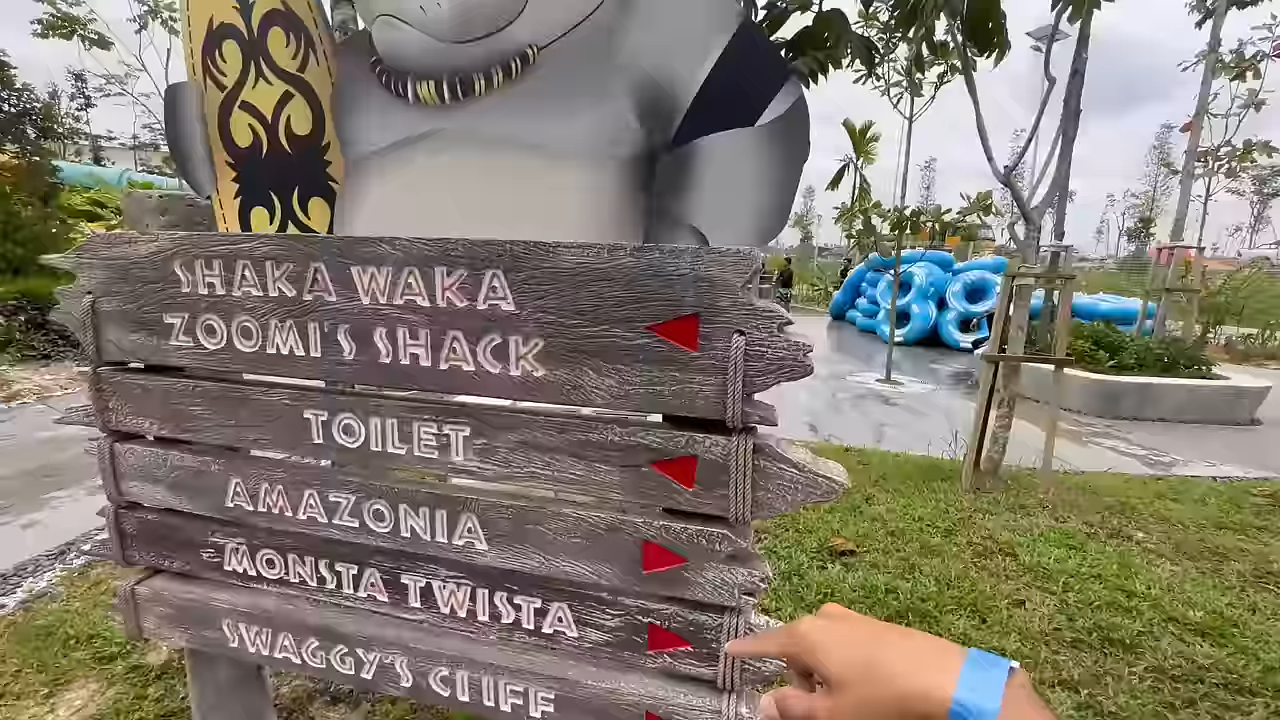 SHAKA WAKA
ZOOMI'S SHACK
TOILET
AMAZONIA
MONSTA TWISTA
SWAGGY'S CLIFF